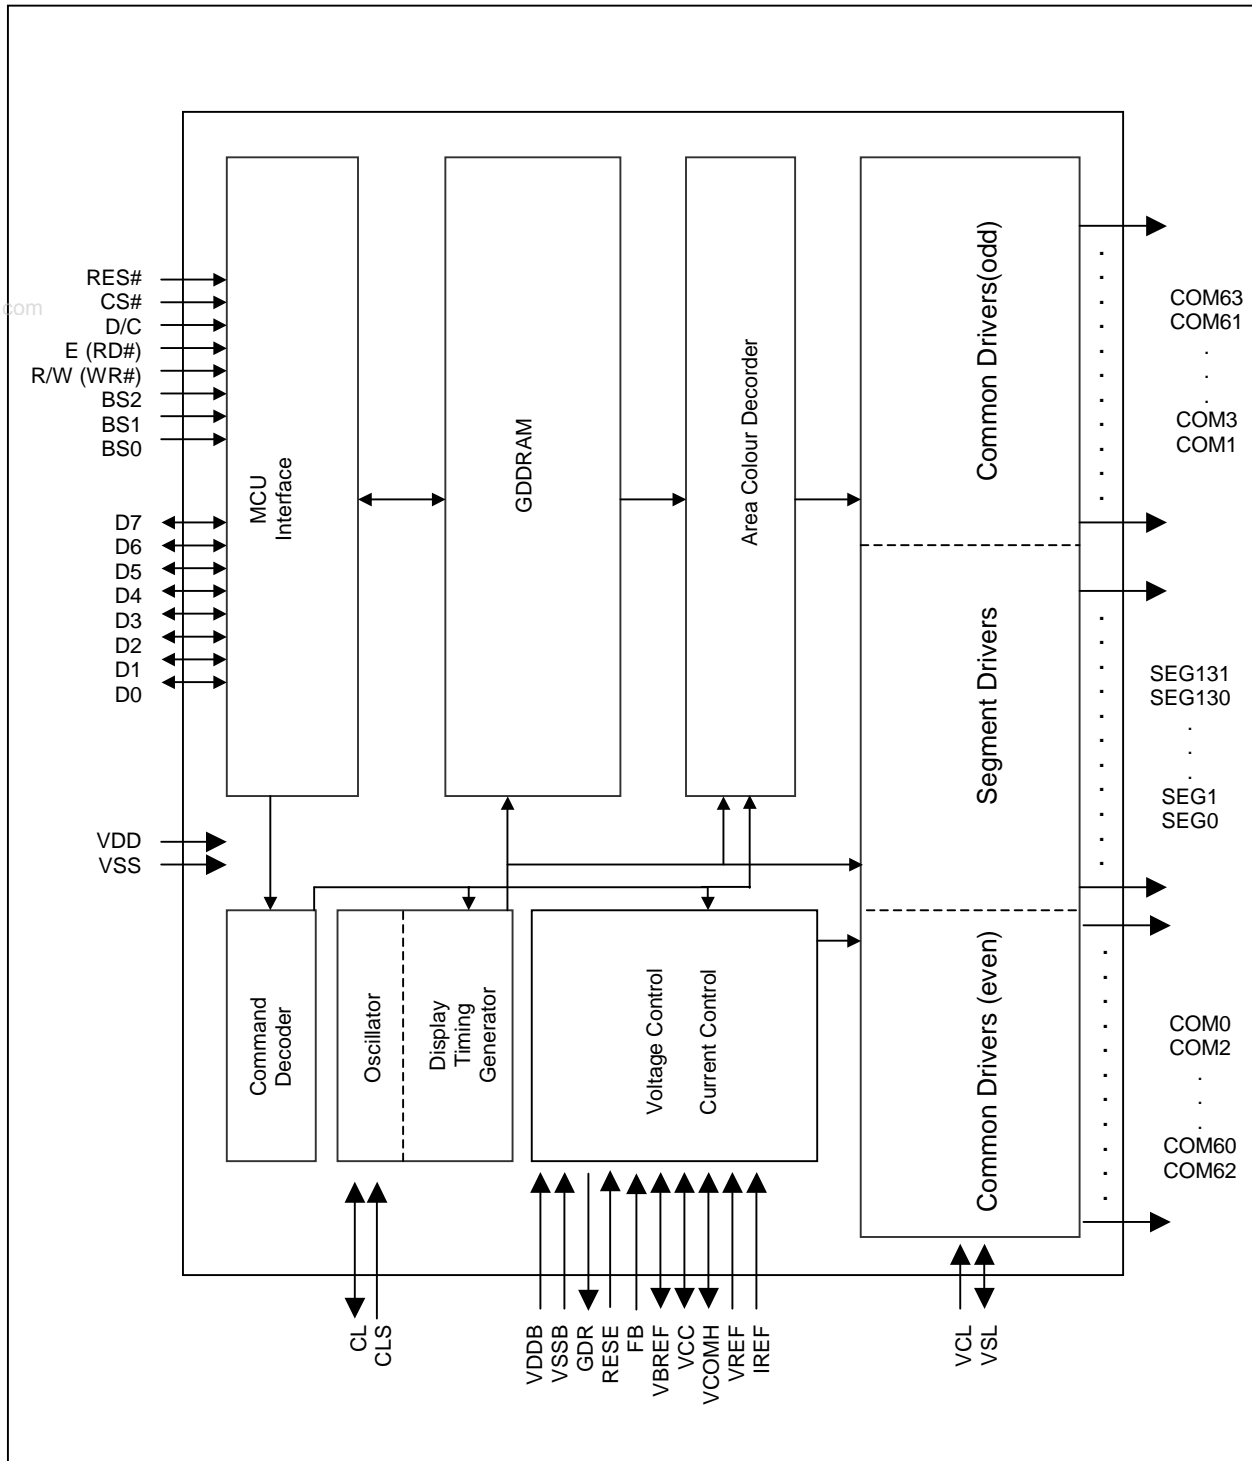 com
RES#
CS#
D/C
E (RD#)
R/W (WR#)
BS2
BS1
BS0
D7
D6
D5
D4
D3
D2
D1
D0
VDD
VSS
MCU
Interface
GDDRAM
Area Colour Decorder
Common Drivers(odd)
Segment Drivers
Common Drivers (even)
COM63
COM61
.
.
.
COM3
COM1
SEG131
SEG130
.
.
.
SEG1
SEG0
COM0
COM2
.
.
.
COM60
COM62
Command
Decoder
Oscillator
Display
Timing
Generator
Voltage Control
Current Control
CL
CLS
VDDB
VSSB
GDR
RESE
FB
VBREF
VCC
VCOMH
VREF
IREF
VCL
VSL